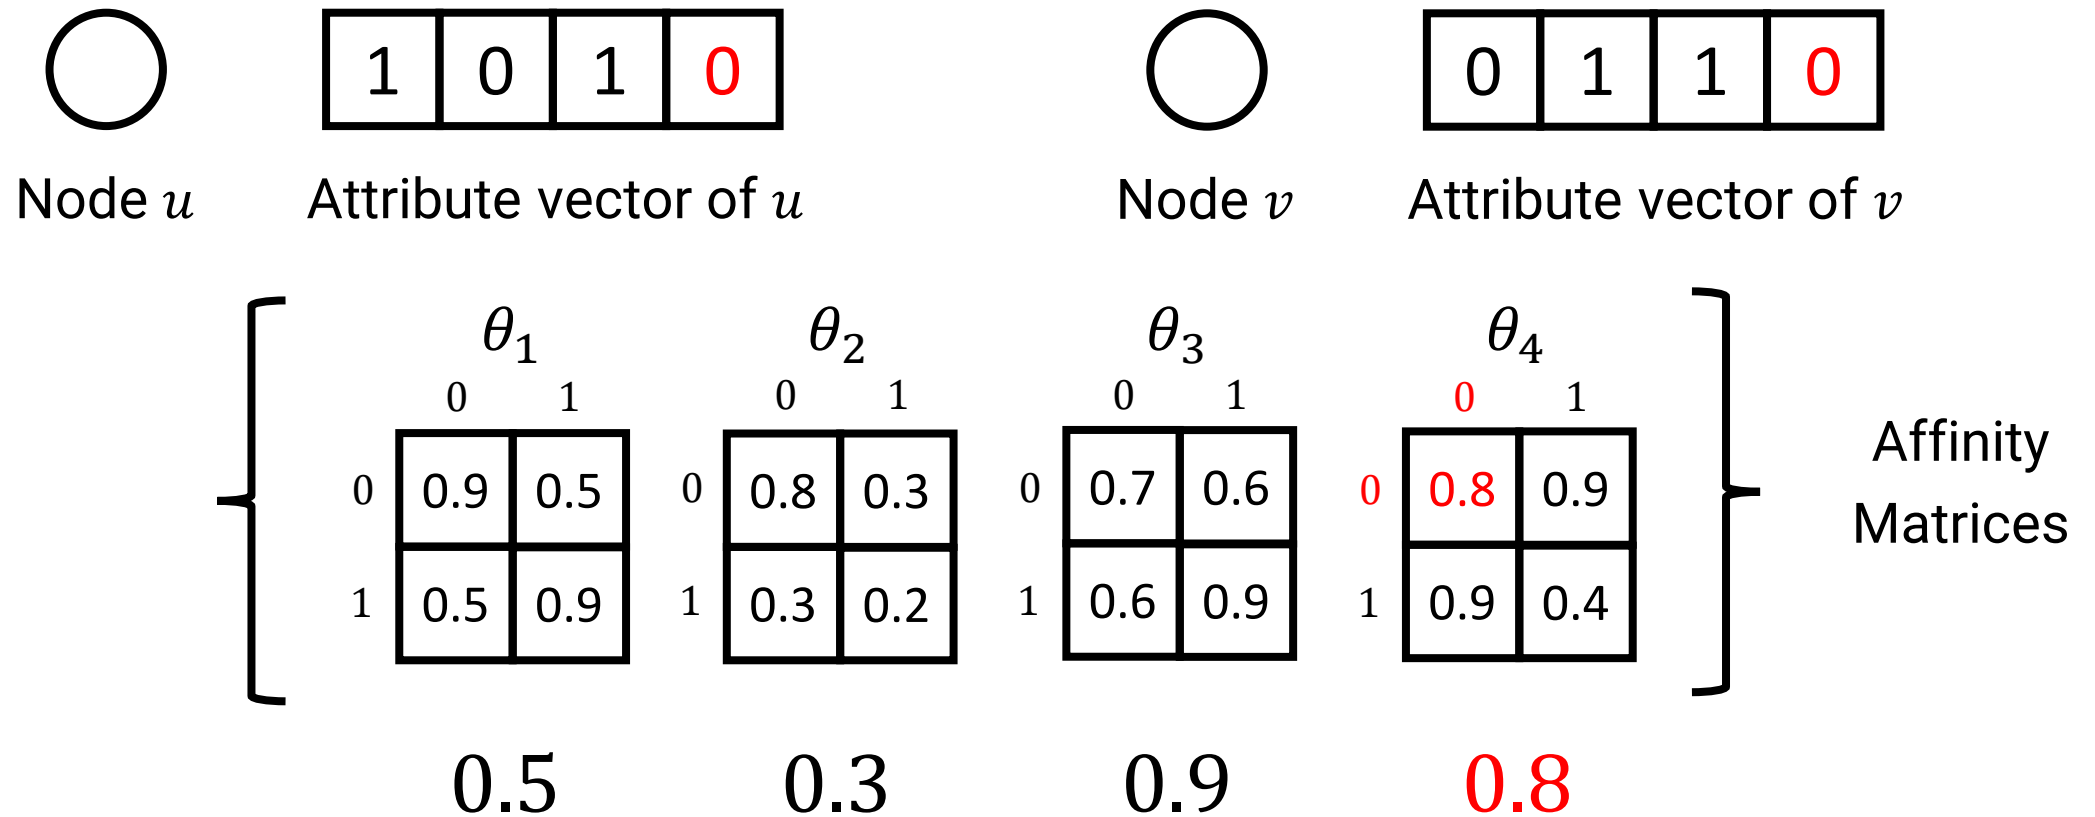 1 0 1 0 0 1 1 0
Node u Attribute vector of u Node v Attribute vector of v
θ1 θ2 θ3 θ4
0 1 0 1 0 1 0 1
0 0.9 0.5 0 0.8 0.3 0 0.7 0.6 0 0.8 0.9
1 0.5 0.9 1 0.3 0.2 1 0.6 0.9 1 0.9 0.4
Affinity
Matrices
0.5 0.3 0.9 0.8